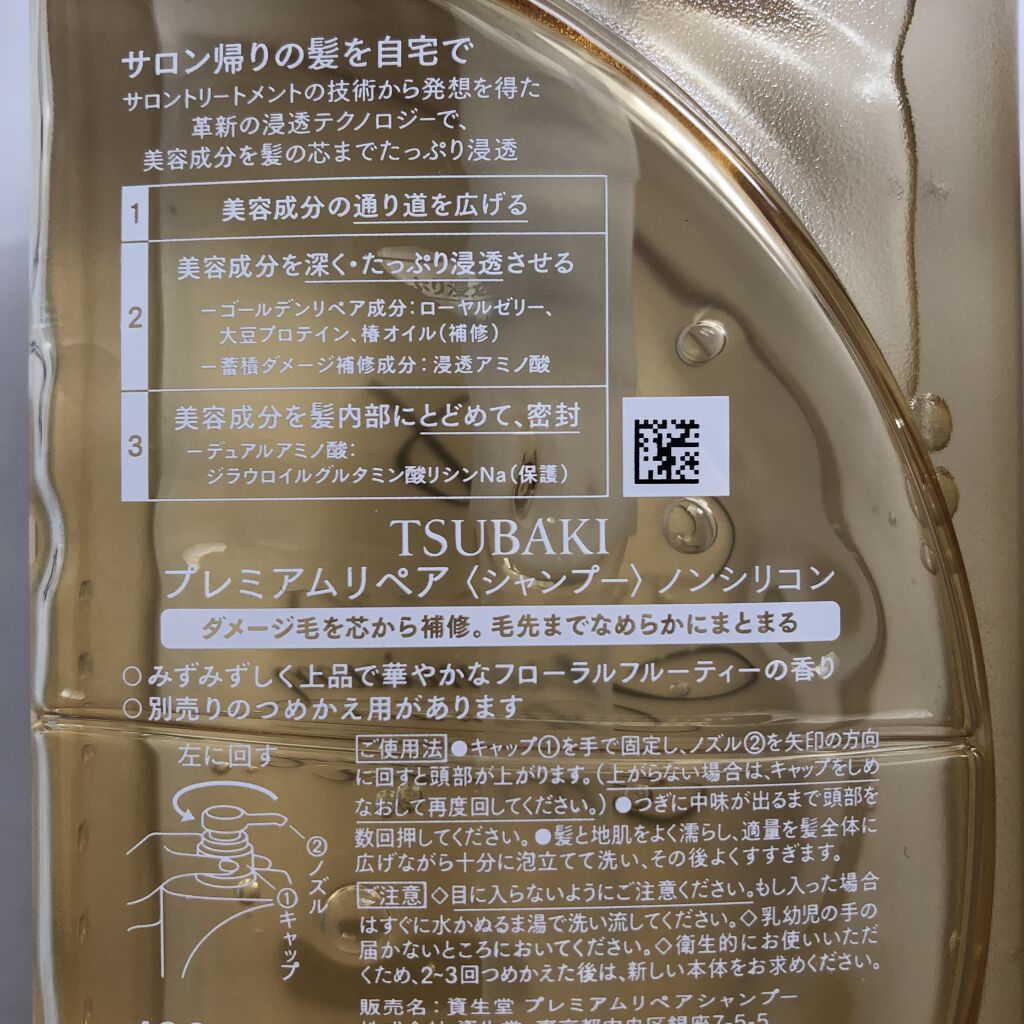 サロン帰りの髪を自宅で
サロントリートメントの技術から発想を得た
革新の浸透テクノロジーで、
美容成分を髪の芯までたっぷり浸透
1 美容成分の通り道を広げる
2 美容成分を深く・たっぷり浸透させる
－ゴールデンリペア成分：ローヤルゼリー、
大豆プロテイン、椿オイル（補修）
－蓄積ダメージ補修成分：浸透アミノ酸
3 美容成分を髪内部にとどめて、密封
－デュアルアミノ酸：
ジラウロイルグルタミン酸リシンNa（保護）
TSUBAKI
プレミアムリペア〈シャンプー〉ノンシリコン
ダメージ毛を芯から補修。毛先までなめらかにまとまる
○みずみずしく上品で華やかなフローラルフルーティーの香り
○別売りのつめかえ用があります
左に回す
②ノズル
①キャップ
ご使用法 ●キャップ①を手で固定し、ノズル②を矢印の方向
に回すと頭部が上がります。（上がらない場合は、キャップをしめ
なおして再度回してください。）●つぎに中味が出るまで頭部を
数回押してください。●髪と地肌をよく濡らし、適量を髪全体に
広げながら十分に泡立てて洗い、その後よくすすぎます。
ご注意 ◇目に入らないようにご注意ください。もし入った場合
はすぐに水かぬるま湯で洗い流してください。◇乳幼児の手の
届かないところにおいてください。◇衛生的にお使いいただ
くため、2~3回つめかえた後は、新しい本体をお求めください。
販売名：資生堂 プレミアムリペアシャンプー
株式会社 資生堂 東京都中央区銀座7-5-5